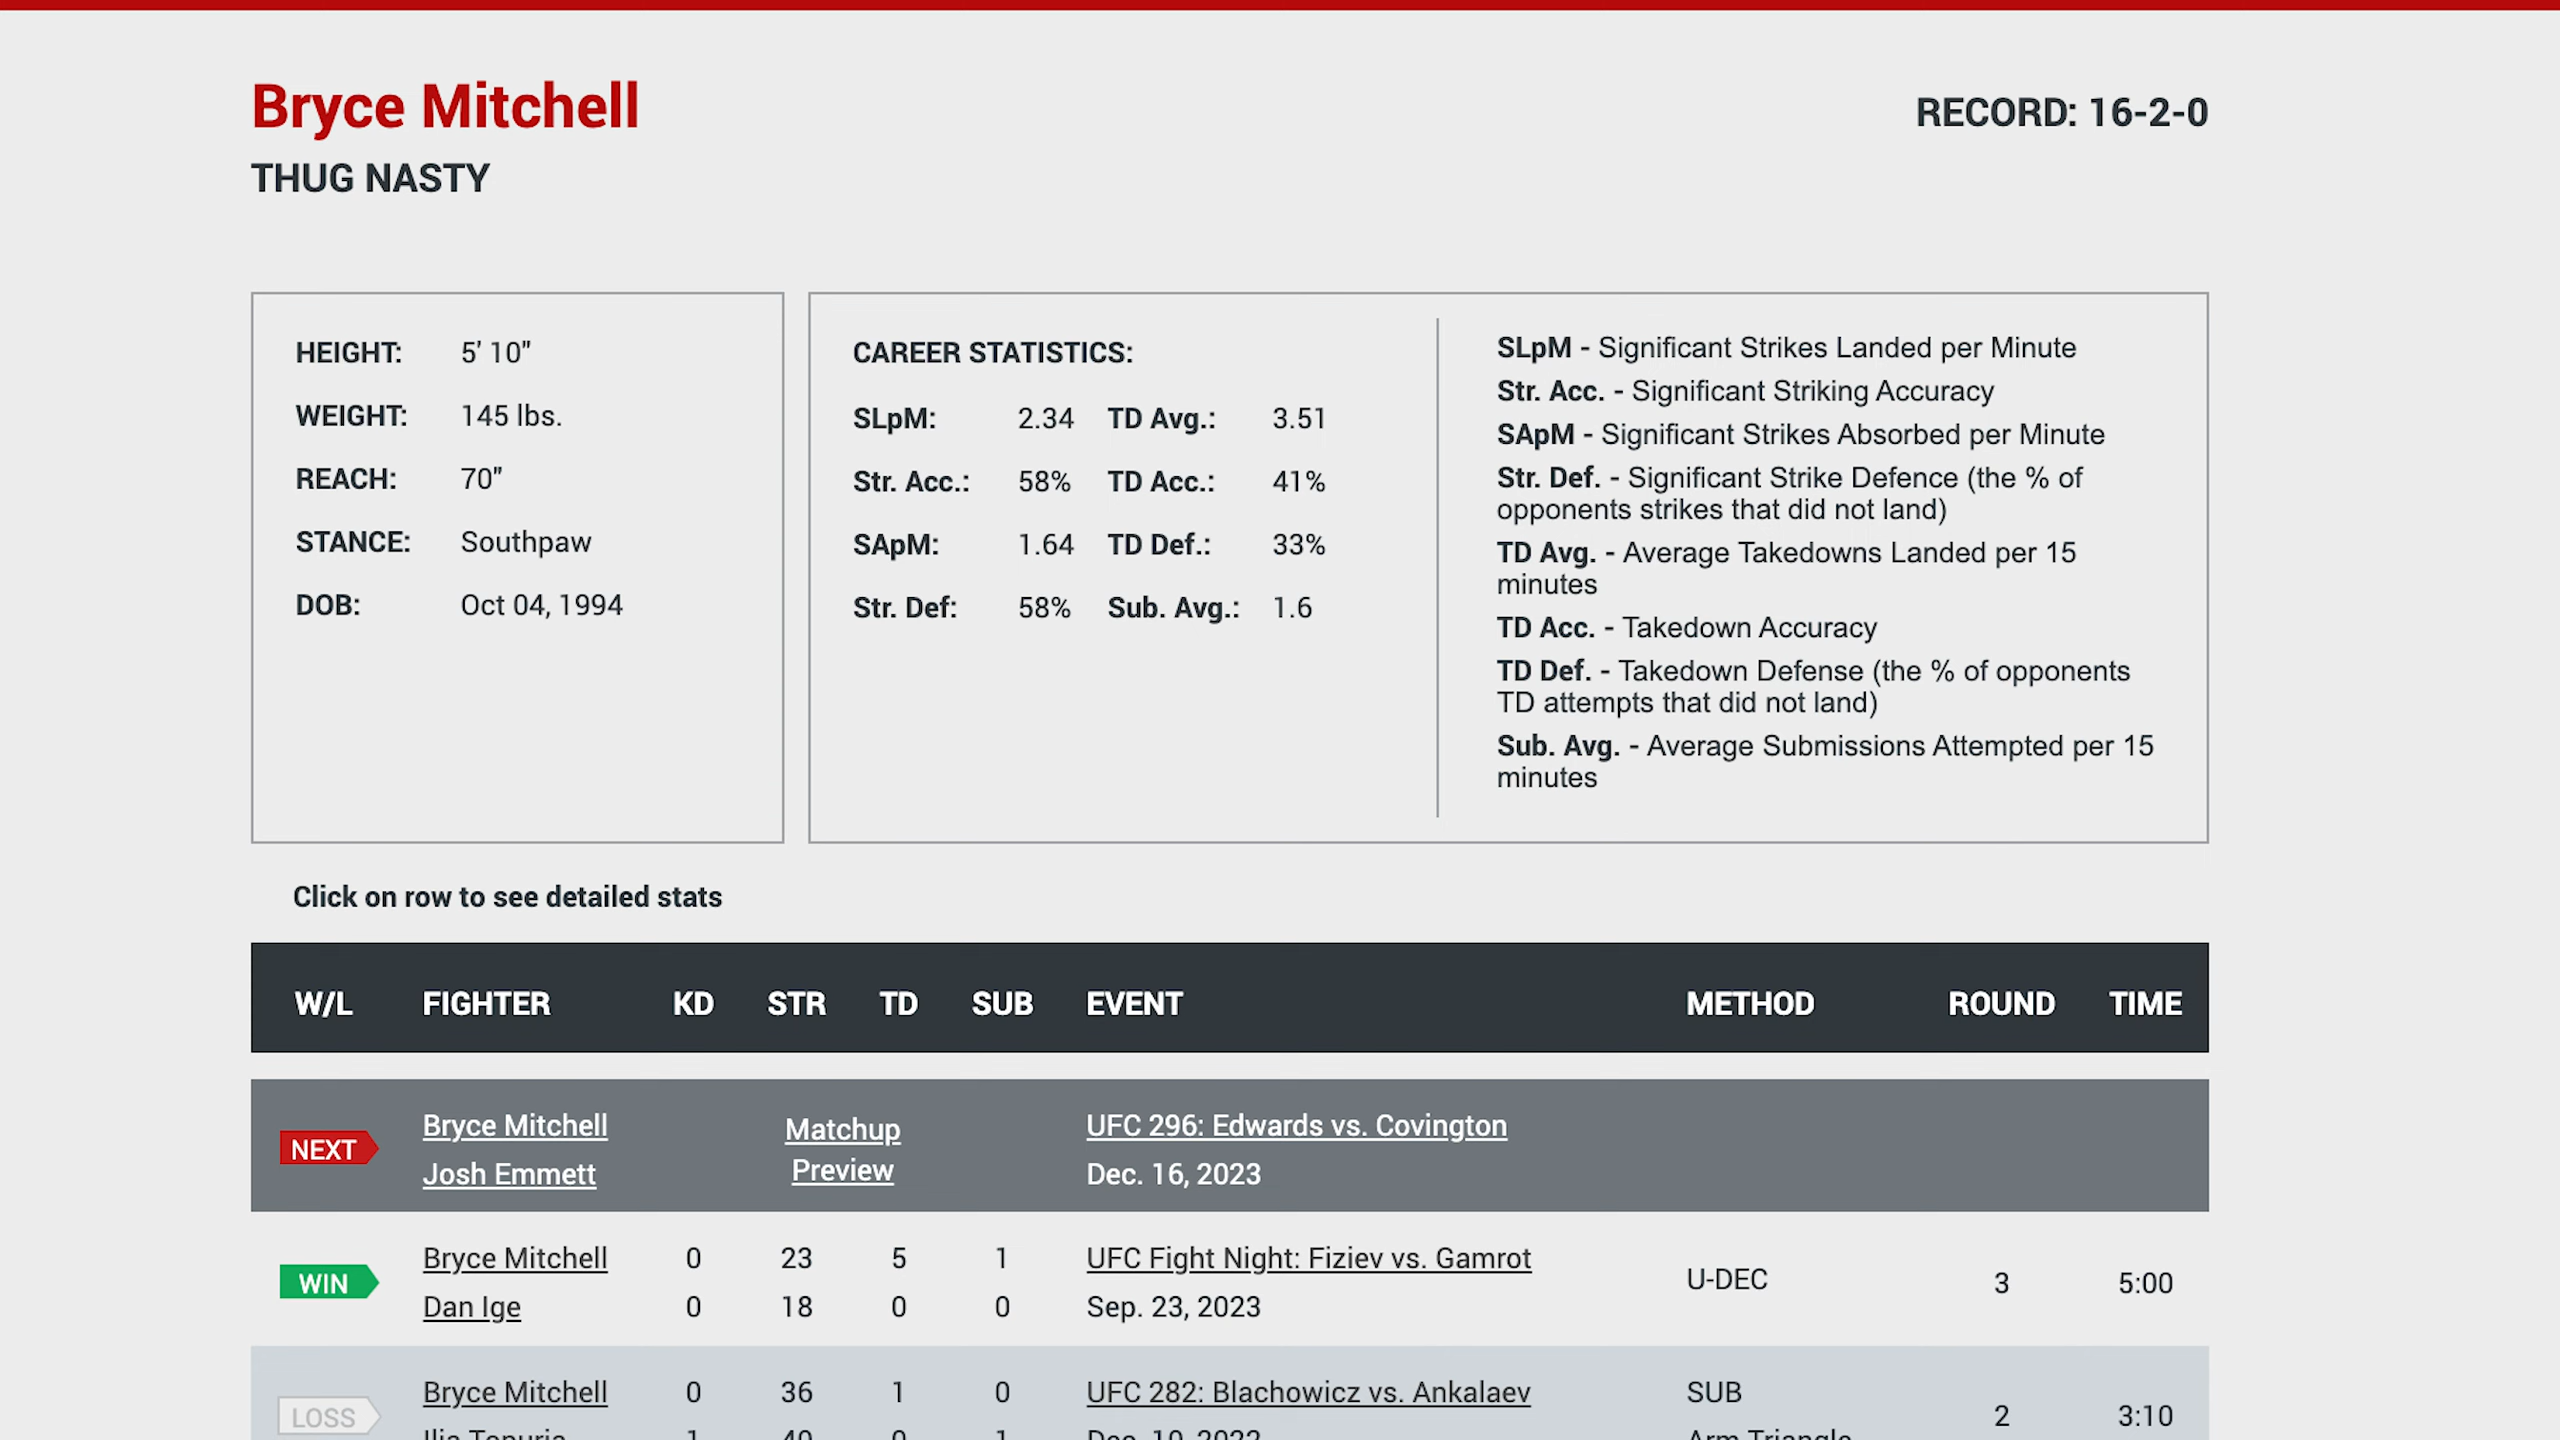 Bryce Mitchell
RECORD: 16-2-0
THUG NASTY
HEIGHT: 5' 10"
WEIGHT: 145 lbs.
REACH: 70"
STANCE: Southpaw
DOB: Oct 04, 1994
CAREER STATISTICS:
SLpM: 2.34 TD Avg.: 3.51
Str. Acc.: 58% TD Acc.: 41%
SApM: 1.64 TD Def.: 33%
Str. Def: 58% Sub. Avg.: 1.6
SLpM - Significant Strikes Landed per Minute
Str. Acc. - Significant Striking Accuracy
SApM - Significant Strikes Absorbed per Minute
Str. Def. - Significant Strike Defence (the % of
opponents strikes that did not land)
TD Avg. - Average Takedowns Landed per 15
minutes
TD Acc. - Takedown Accuracy
TD Def. - Takedown Defense (the % of opponents
TD attempts that did not land)
Sub. Avg. - Average Submissions Attempted per 15
minutes
Click on row to see detailed stats
W/L FIGHTER KD STR TD SUB EVENT METHOD ROUND TIME
NEXT
Bryce Mitchell
Josh Emmett
Matchup
Preview
UFC 296: Edwards vs. Covington
Dec. 16, 2023
WIN
Bryce Mitchell 0 23 5 1 UFC Fight Night: Fiziev vs. Gamrot
Dan Ige 0 18 0 0 Sep. 23, 2023
U-DEC 3 5:00
LOSS
Bryce Mitchell 0 36 1 0 UFC 282: Blachowicz vs. Ankalaev
SUB
2 3:10
Ilia Topuria 1
Arm Triangle